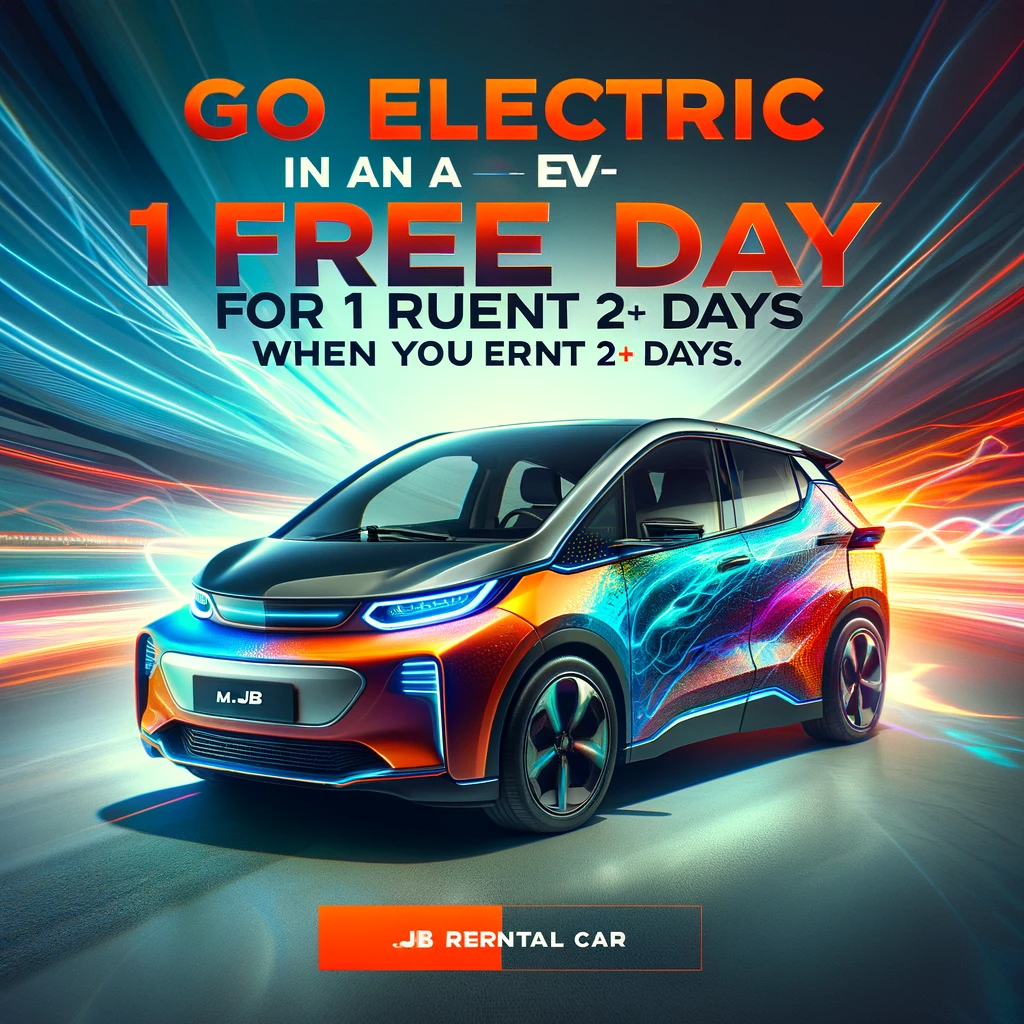 GO ELECTRIC
IN AN A — EV-
1 FREE DAY
FOR 1 RUENT 2+ DAYS
WHEN YOU ERNT 2+ DAYS.
M.JB
JB RERNTAL CAR